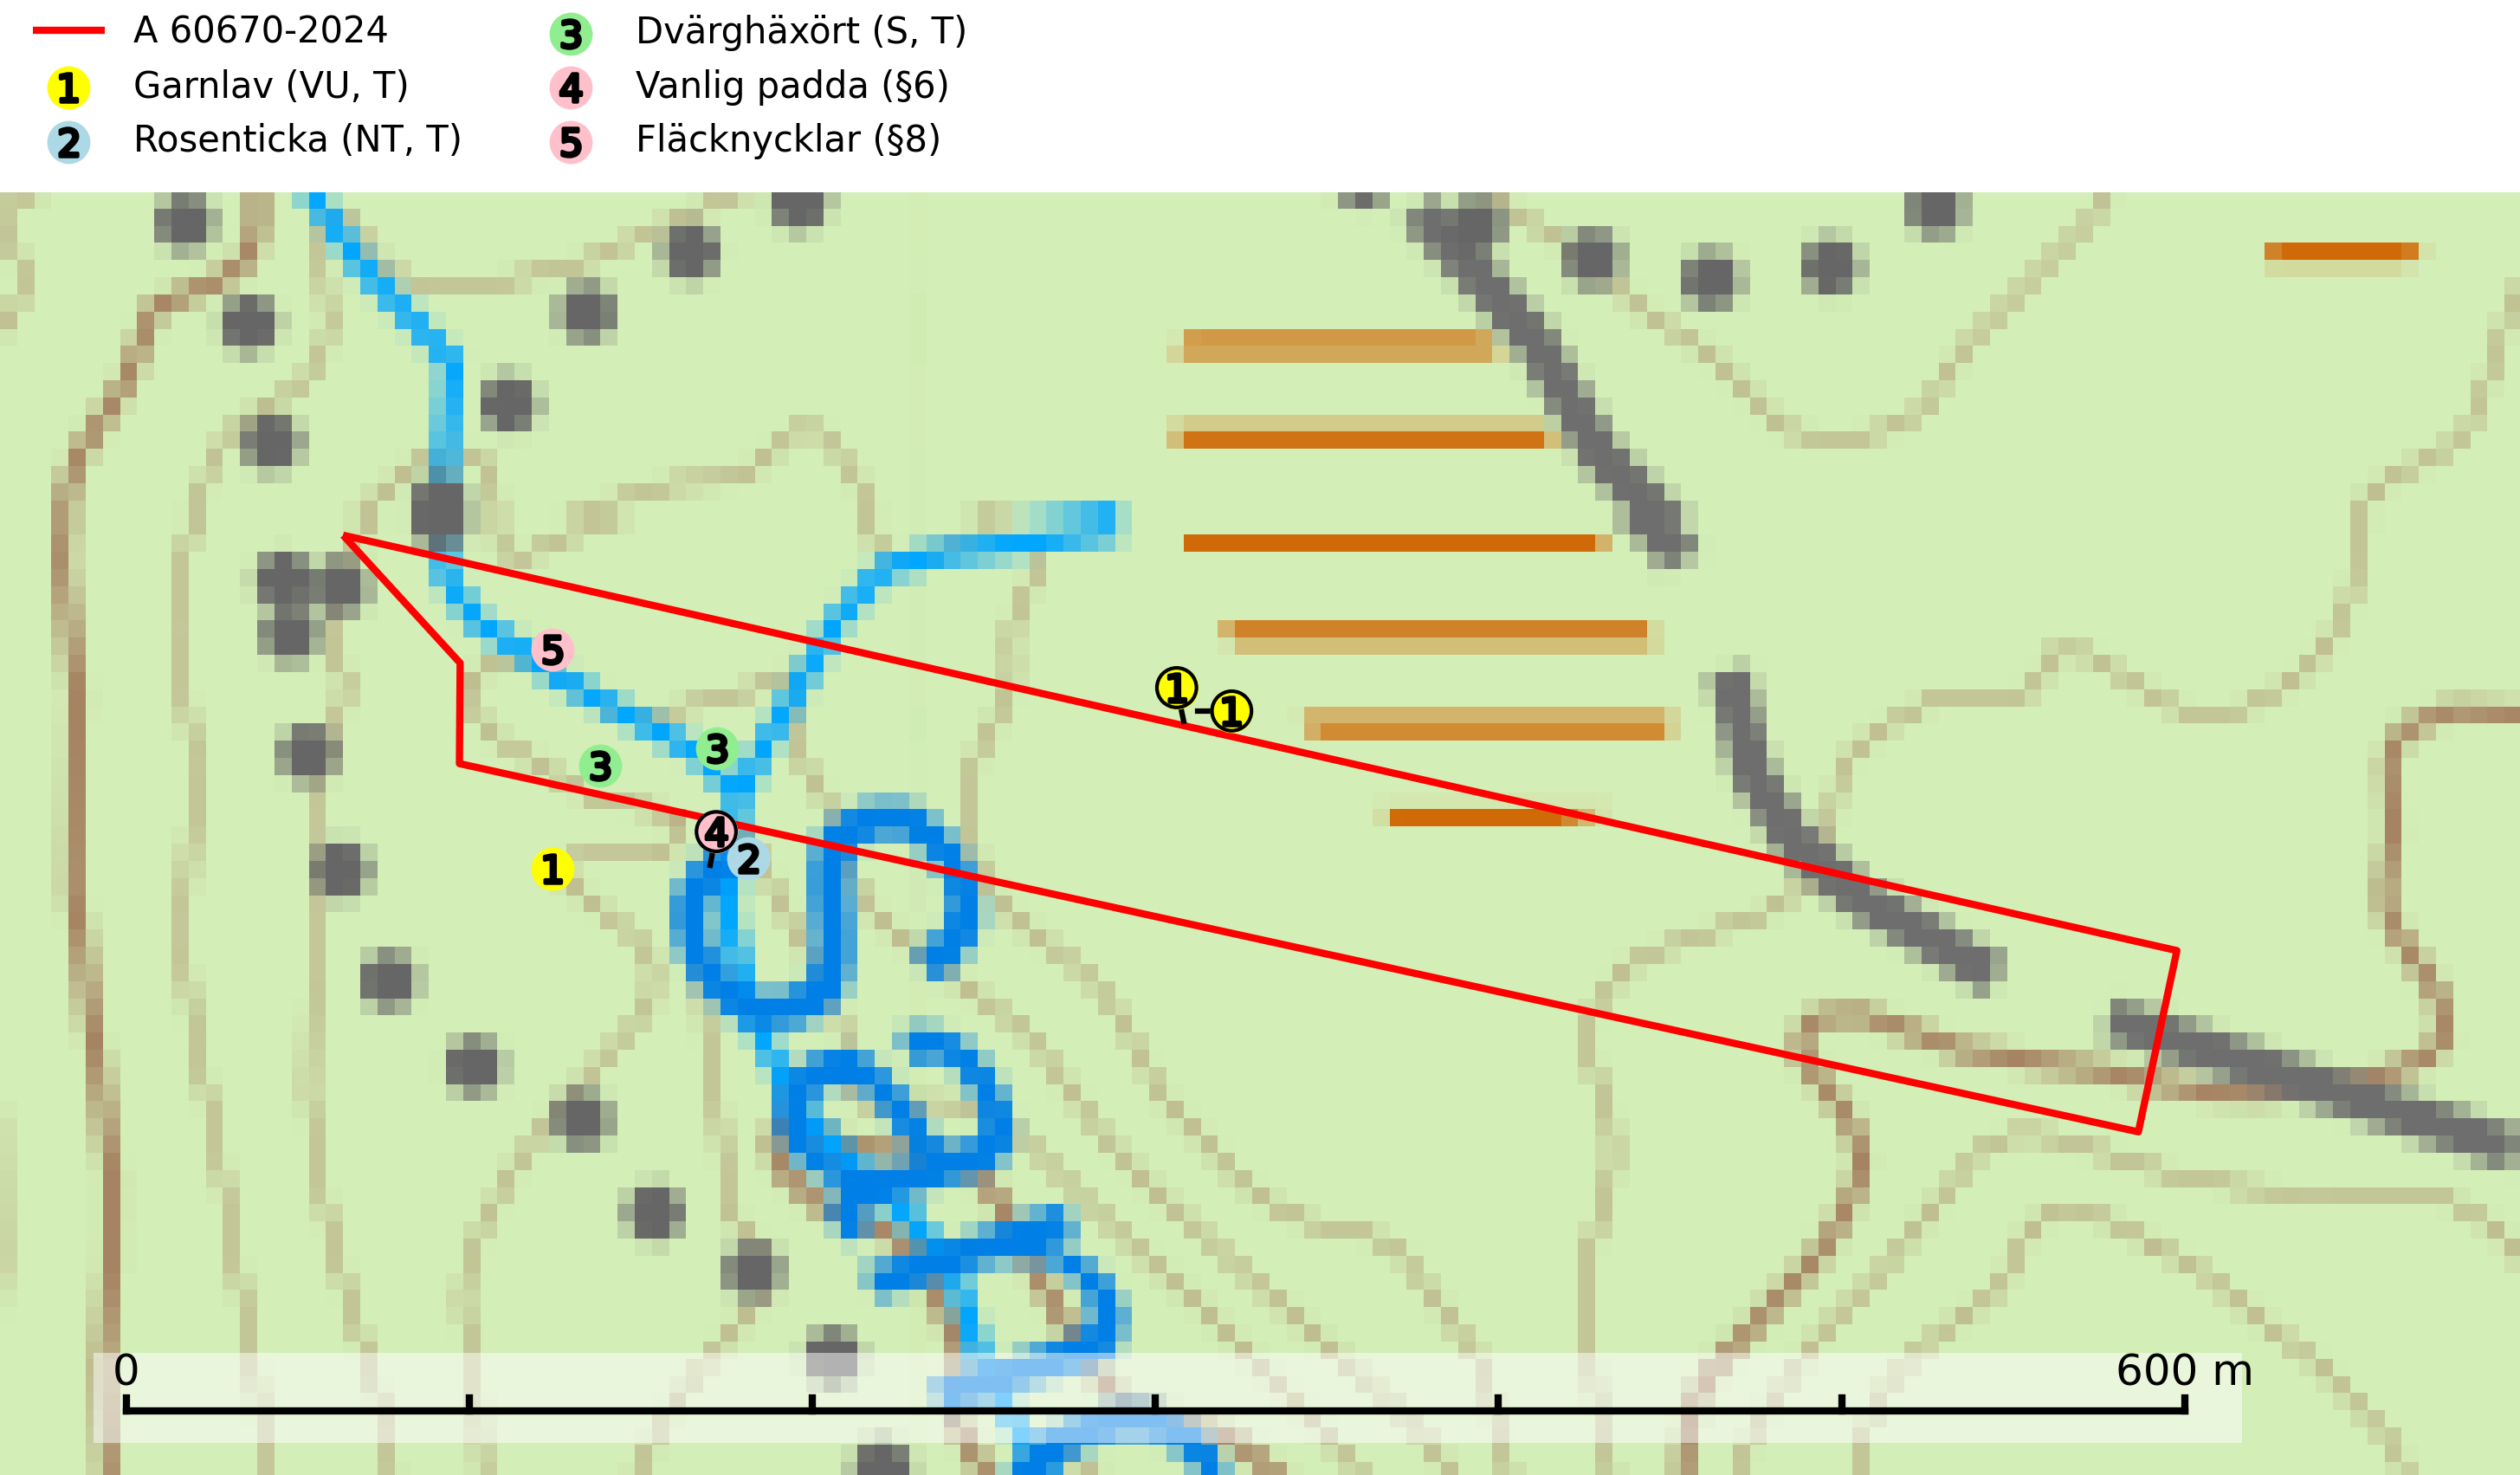 A 60670-2024
1 Garnlav (VU, T)
2 Rosenticka (NT, T)
3 Dvärghäxört (S, T)
4 Vanlig padda (§6)
5 Fläcknycklar (§8)
5
1
1
3
3
4
2
1
0
600 m